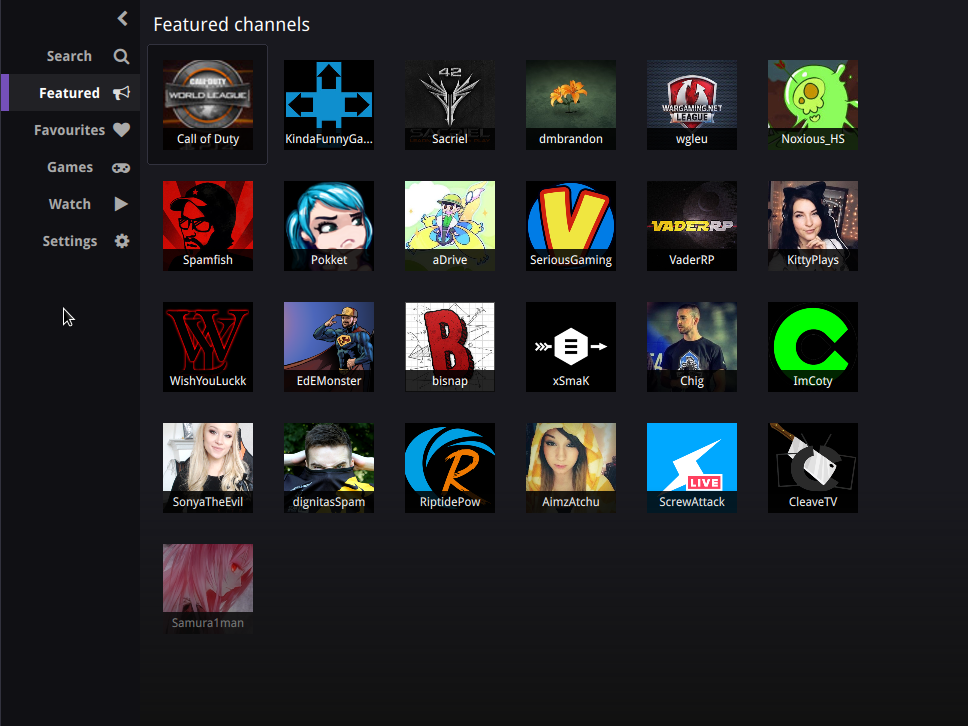 Featured channels
Search
Featured
Favourites
Games
Watch
Settings
CALL OF DUTY
WORLD LEAGUE
Call of Duty
KindaFunnyGa...
42
SACRIEL
Sacriel
dmbrandon
WARGAMING.NET
LEAGUE
wgleu
Noxious_HS
Spamfish
Pokket
aDrive
V
SeriousGaming
VADERRP
VaderRP
KittyPlays
W
WishYouLuckk
EdEMonster
B
bisnap
xSmaK
Chig
C
ImCoty
SonyaTheEvil
dignitasSpam
R
RiptidePow
AimzAtchu
LIVE
ScrewAttack
C
CleaveTV
Samura1man